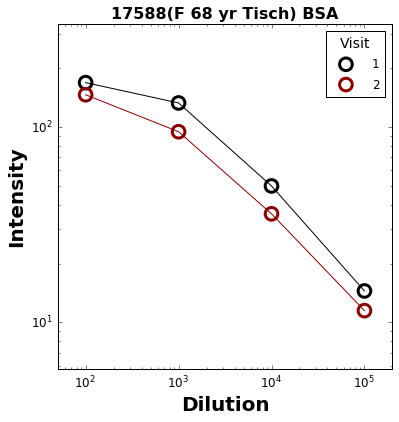 17588(F 68 yr Tisch) BSA
Visit
1
2
Intensity
10²
10¹
10² 10³ 10⁴ 10⁵
Dilution